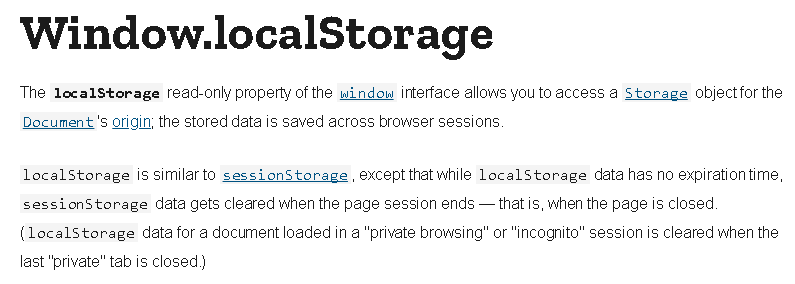 Window.localStorage
The localStorage read-only property of the window interface allows you to access a Storage object for the
Document's origin; the stored data is saved across browser sessions.
localStorage is similar to sessionStorage, except that while localStorage data has no expiration time,
sessionStorage data gets cleared when the page session ends — that is, when the page is closed.
(localStorage data for a document loaded in a "private browsing" or "incognito" session is cleared when the
last "private" tab is closed.)